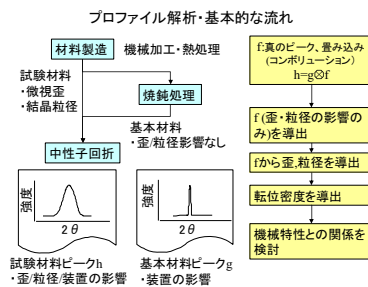 プロファイル解析・基本的な流れ
材料製造
機械加工・熱処理
試験材料
・微視歪
・結晶粒径
焼鈍処理
基本材料
・歪/粒径影響なし
中性子回折
強度
2θ
試験材料ピークh
・歪/粒径/装置の影響
強度
2θ
基本材料ピークg
・装置の影響
f:真のピーク、畳み込み
(コンボリューション)
h=g⊗f
f (歪・粒径の影響の
み)を導出
fから歪,粒径を導出
転位密度を導出
機械特性との関係を
検討